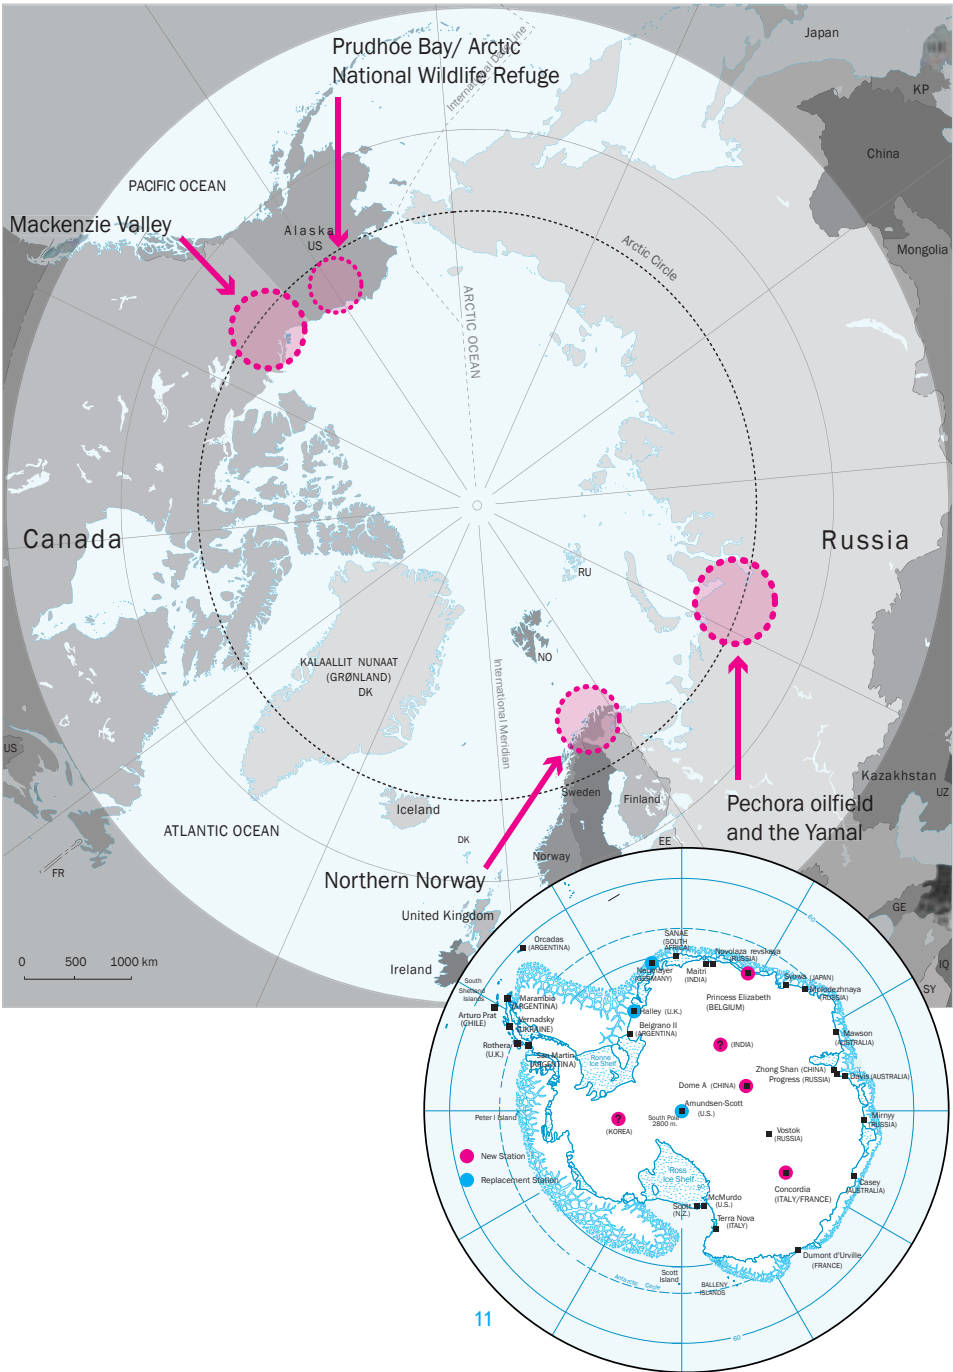 Japan
Prudhoe Bay/ Arctic
National Wildlife Refuge
International Date Line
KP
China
PACIFIC OCEAN
Mackenzie Valley
Alaska
US
Arctic Circle
Mongolia
ARCTIC OCEAN
Canada
Russia
RU
NO
KALAALLIT NUNAAT
(GRØNLAND)
DK
International Meridian
US
Kazakhstan
UZ
Sweden
Finland
Iceland
Pechora oilfield
and the Yamal
ATLANTIC OCEAN
DK
EE
Norway
FR
Northern Norway
GE
United Kingdom
Ireland
IQ
SY
0 500 1000 km
60
Orcadas
(ARGENTINA)
SANAE
(SOUTH
AFRICA)
Novolaza revskaya
(RUSSIA)
Neumayer
(GERMANY)
Maitri
(INDIA)
Syowa (JAPAN)
Molodezhnaya
(RUSSIA)
South
Shetland
Islands
Marambio
(ARGENTINA)
Princess Elizabeth
(BELGIUM)
Arturo Prat
(CHILE)
Vernadsky
(UKRAINE)
Halley (U.K.)
Belgrano II
(ARGENTINA)
Mawson
(AUSTRALIA)
Rothera
(U.K.)
San Martin
(ARGENTINA)
Ronne
Ice Shelf
?
(INDIA)
Zhong Shan (CHINA)
Progress (RUSSIA)
Davis (AUSTRALIA)
Dome A (CHINA)
Amundsen-Scott
(U.S.)
South Pole
2800 m.
Peter I Island
?
(KOREA)
Mirnyy
(RUSSIA)
Vostok
(RUSSIA)
New Station
Replacement Station
Ross
Ice Shelf
Concordia
(ITALY/FRANCE)
Casey
(AUSTRALIA)
McMurdo
(U.S.)
Scott
(N.Z.)
Terra Nova
(ITALY)
Dumont d'Urville
(FRANCE)
Scott
Island
BALLENY
ISLANDS
Antarctic Circle
60
11